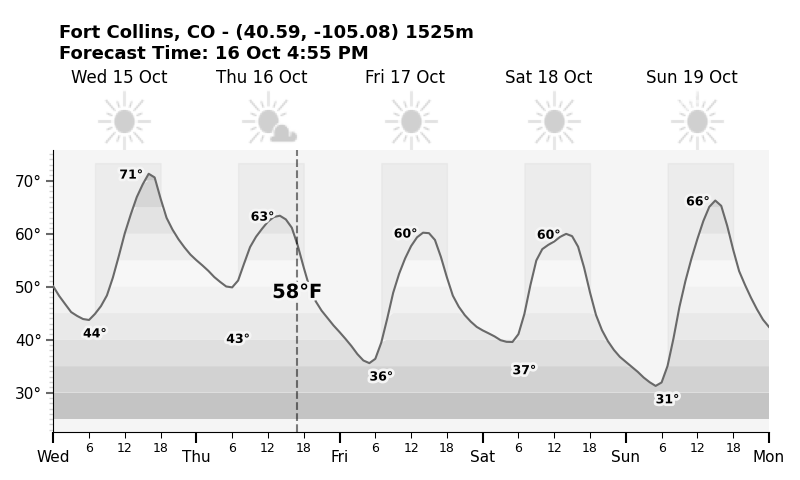 Fort Collins, CO - (40.59, -105.08) 1525m
Forecast Time: 16 Oct 4:55 PM
Wed 15 Oct Thu 16 Oct Fri 17 Oct Sat 18 Oct Sun 19 Oct
70°
60°
50°
40°
30°
71°
63°
60°
60°
66°
58°F
44°
43°
36°
37°
31°
6 12 18 6 12 18 6 12 18 6 12 18 6 12 18
Wed Thu Fri Sat Sun Mon